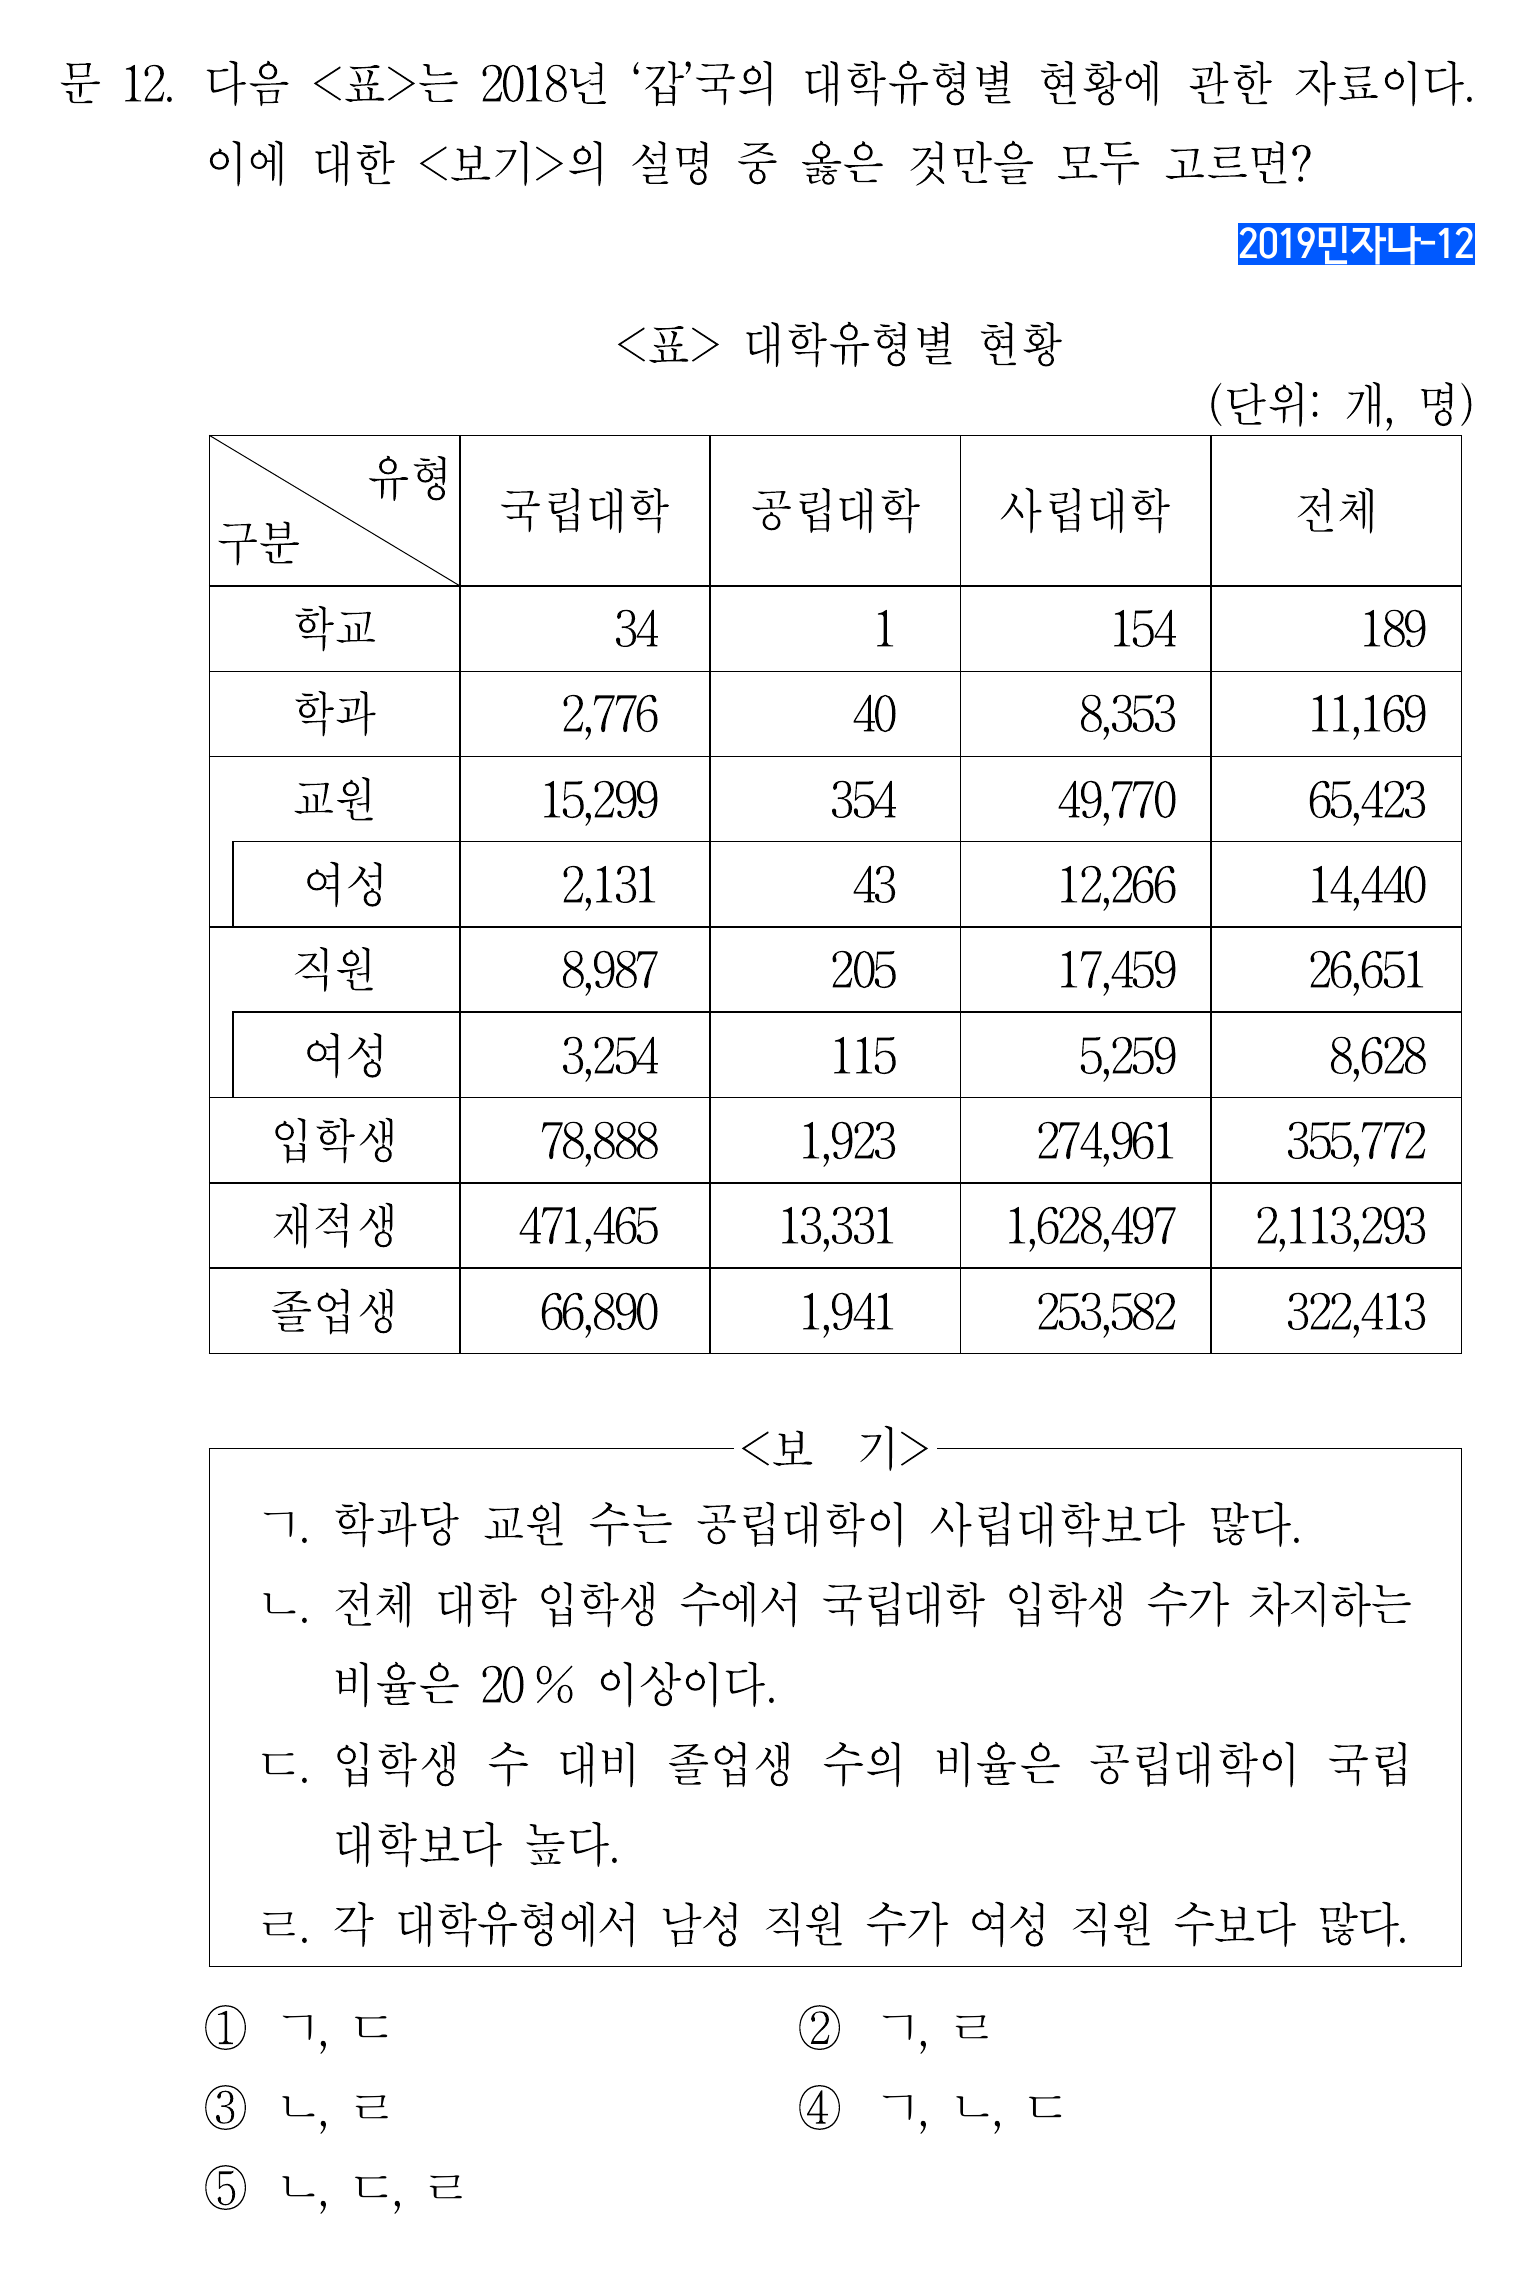 문 12. 다음 <표>는 2018년 ‘갑’국의 대학유형별 현황에 관한 자료이다.
이에 대한 <보기>의 설명 중 옳은 것만을 모두 고르면?
2019민자나-12
<표> 대학유형별 현황
(단위: 개, 명)
유형
구분 국립대학 공립대학 사립대학 전체
학교 34 1 154 189
학과 2,776 40 8,353 11,169
교원 15,299 354 49,770 65,423
여성 2,131 43 12,266 14,440
직원 8,987 205 17,459 26,651
여성 3,254 115 5,259 8,628
입학생 78,888 1,923 274,961 355,772
재적생 471,465 13,331 1,628,497 2,113,293
졸업생 66,890 1,941 253,582 322,413
<보 기>
ㄱ. 학과당 교원 수는 공립대학이 사립대학보다 많다.
ㄴ. 전체 대학 입학생 수에서 국립대학 입학생 수가 차지하는
비율은 20% 이상이다.
ㄷ. 입학생 수 대비 졸업생 수의 비율은 공립대학이 국립
대학보다 높다.
ㄹ. 각 대학유형에서 남성 직원 수가 여성 직원 수보다 많다.
① ㄱ, ㄷ ② ㄱ, ㄹ
③ ㄴ, ㄹ ④ ㄱ, ㄴ, ㄷ
⑤ ㄴ, ㄷ, ㄹ